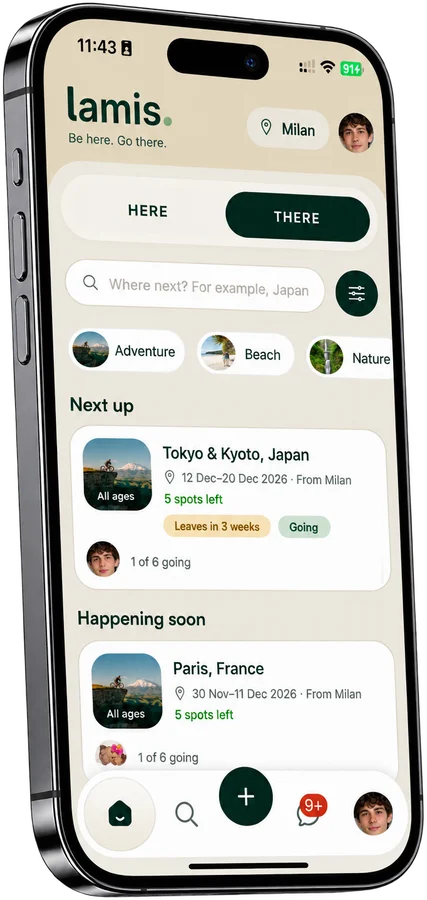 11:43
91
lamis.
Be here. Go there.
Milan
HERE
THERE
Where next? For example, Japan
Adventure
Beach
Nature
Next up
All ages
Tokyo & Kyoto, Japan
12 Dec–20 Dec 2026 · From Milan
5 spots left
Leaves in 3 weeks
Going
1 of 6 going
Happening soon
All ages
Paris, France
30 Nov–11 Dec 2026 · From Milan
5 spots left
1 of 6 going
9+